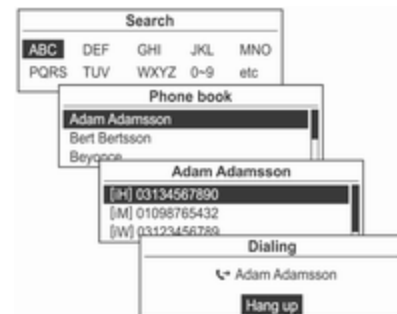 Search
ABC DEF GHI JKL MNO
PQRS TUV WXYZ 0~9 etc
Phone book
Adam Adamsson
Bert Bertsson
Beyonce
Adam Adamsson
[iH] 03134567890
[iM] 01098765432
[iW] 03123456789
Dialing
Adam Adamsson
Hang up